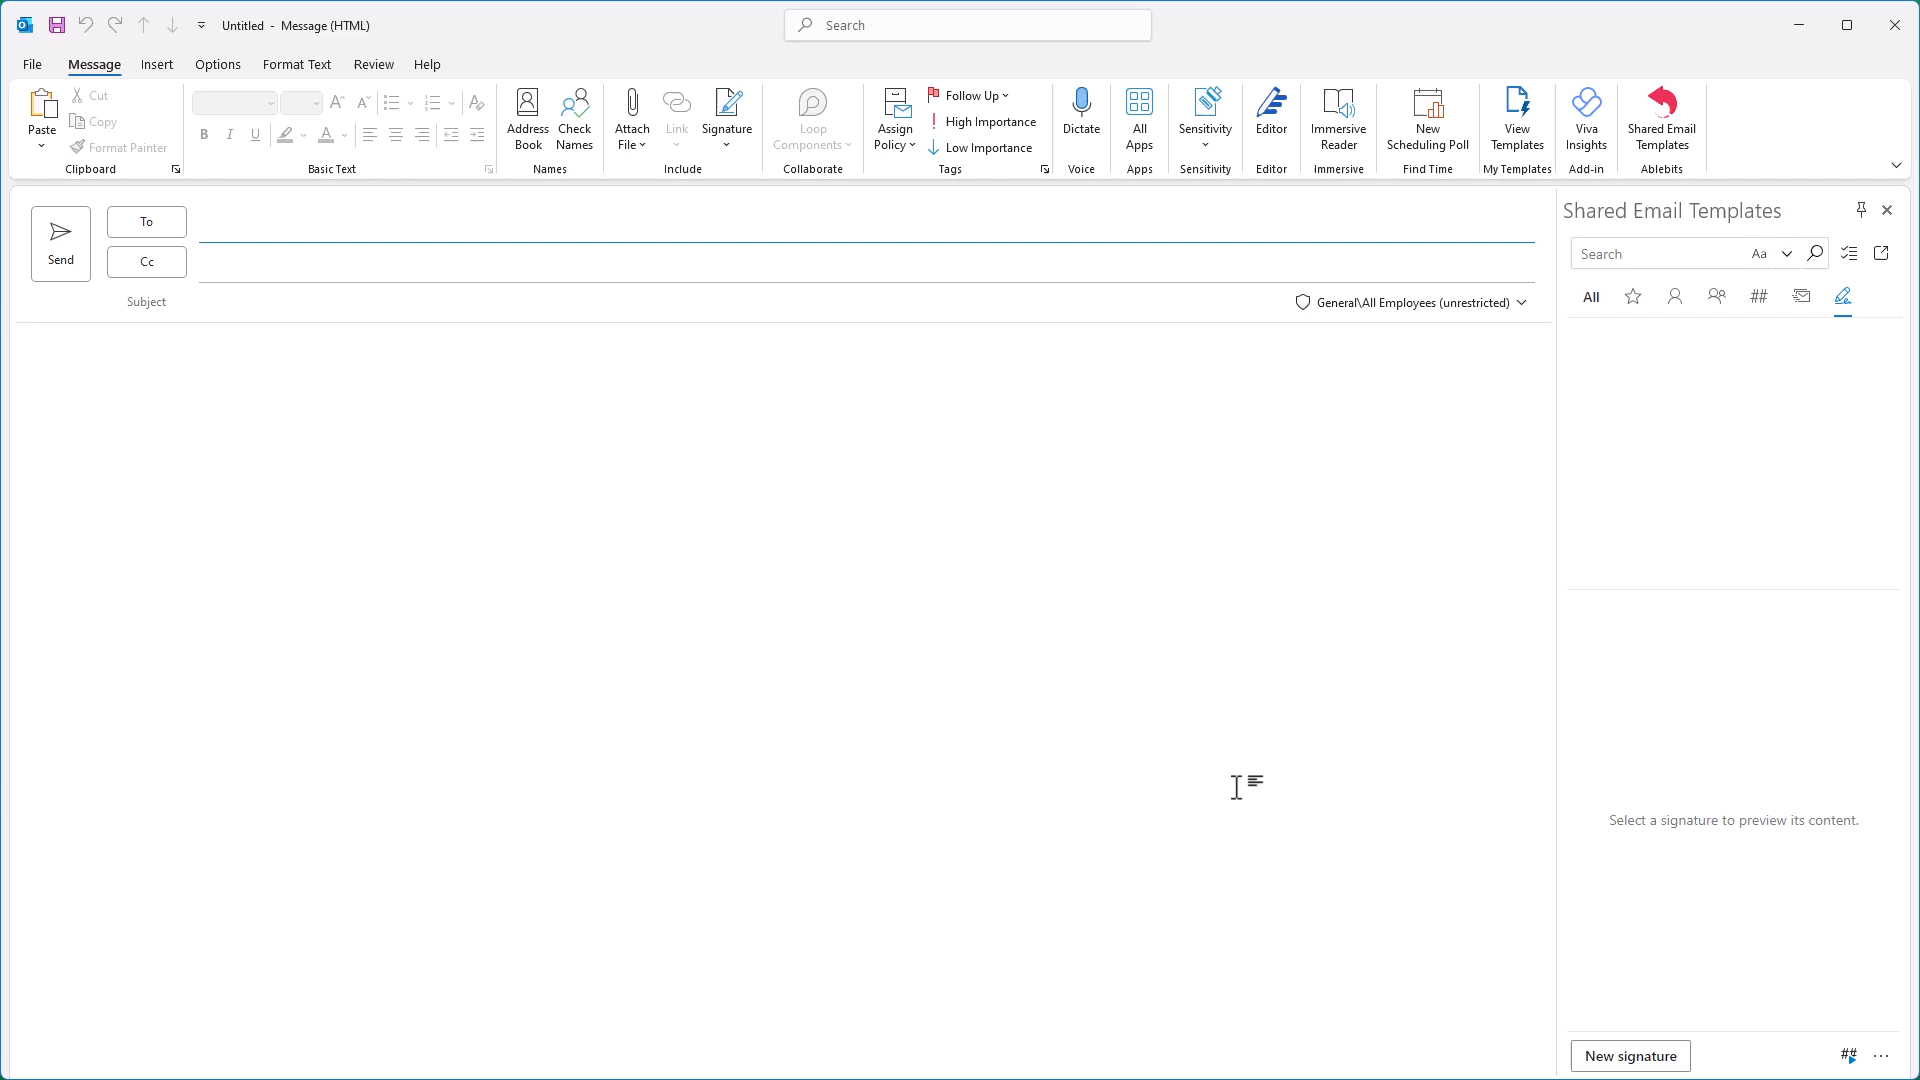 Untitled - Message (HTML)
Search
File Message Insert Options Format Text Review Help
Paste
Cut
Copy
Format Painter
Clipboard
B I U
Basic Text
Address Book
Check Names
Names
Attach File
Link
Signature
Include
Loop Components
Collaborate
Assign Policy
Follow Up
High Importance
Low Importance
Tags
Dictate
Voice
All Apps
Apps
Sensitivity
Sensitivity
Editor
Editor
Immersive Reader
Immersive
New Scheduling Poll
Find Time
View Templates
My Templates
Viva Insights
Add-in
Shared Email Templates
Ablebits
Send
To
Cc
Subject
General\All Employees (unrestricted)
Shared Email Templates
Search Aa
All ##
Select a signature to preview its content.
New signature ## ...